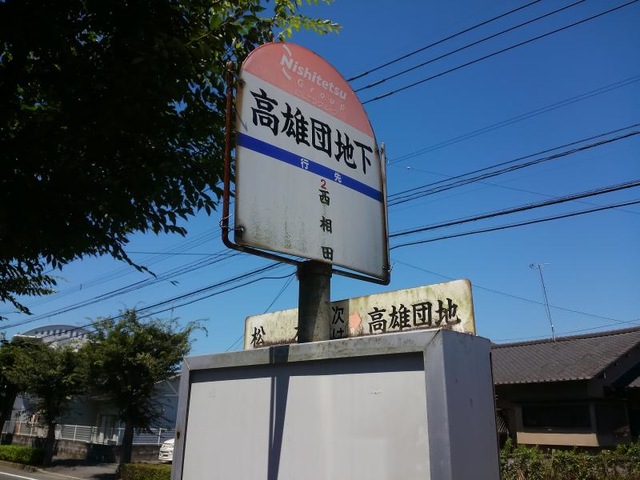 Nishitetsu
Group
高雄団地下
行先
2
西相田
松
次は
高雄団地